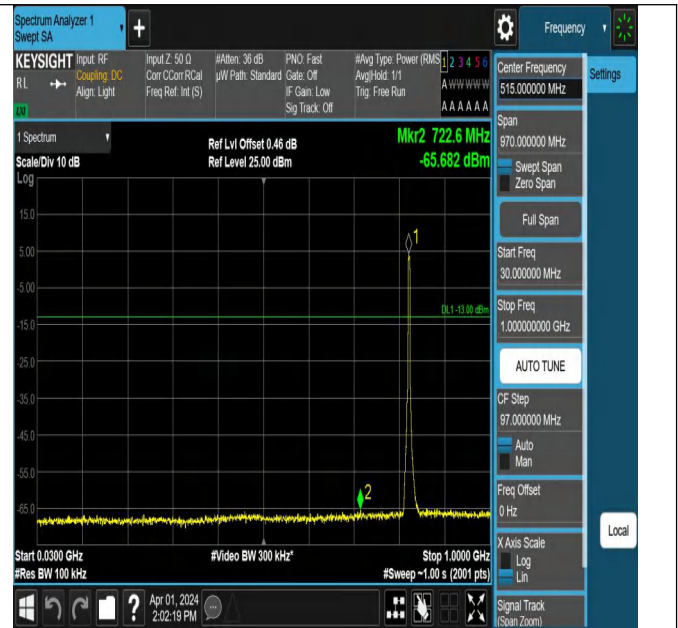 Spectrum Analyzer 1
Swept SA
+
Frequency
KEYSIGHT
RL
LXI
Input: RF
Coupling: DC
Align: Light
Input Z: 50 Ω
Corr CCorr RCal
Freq Ref: Int (S)
#Atten: 36 dB
µW Path: Standard
PNO: Fast
Gate: Off
IF Gain: Low
Sig Track: Off
#Avg Type: Power (RMS
Avg|Hold: 1/1
Trig: Free Run
1 2 3 4 5 6
A W W W W W
A A A A A A
1 Spectrum
Scale/Div 10 dB
Log
Ref Lvl Offset 0.46 dB
Ref Level 25.00 dBm
Mkr2 722.6 MHz
-65.682 dBm
15.0
5.00
-5.00
-15.0
-25.0
-35.0
-45.0
-55.0
-65.0
1
DL1 -13.00 dBm
2
Start 0.0300 GHz
#Res BW 100 kHz
#Video BW 300 kHz*
Stop 1.0000 GHz
#Sweep ~1.00 s (2001 pts)
Center Frequency
515.000000 MHz
Settings
Span
970.000000 MHz
Swept Span
Zero Span
Full Span
Start Freq
30.000000 MHz
Stop Freq
1.000000000 GHz
AUTO TUNE
CF Step
97.000000 MHz
Auto
Man
Freq Offset
0 Hz
X Axis Scale
Log
Lin
Local
Signal Track
(Span Zoom)
?
Apr 01, 2024
2:02:19 PM